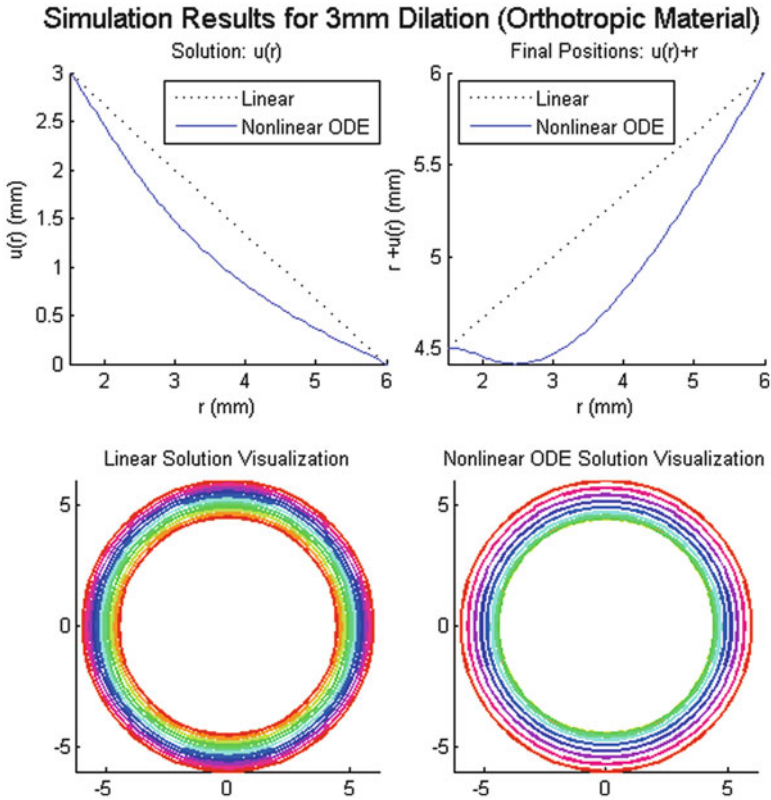 Simulation Results for 3mm Dilation (Orthotropic Material)
Solution: u(r)
3
2.5
2
1.5
1
0.5
0
u(r) (mm)
Linear
Nonlinear ODE
2
3
4
5
6
r (mm)
Final Positions: u(r)+r
6
5.5
5
4.5
r +u(r) (mm)
Linear
Nonlinear ODE
2
3
4
5
6
r (mm)
Linear Solution Visualization
5
0
-5
-5
0
5
Nonlinear ODE Solution Visualization
5
0
-5
-5
0
5